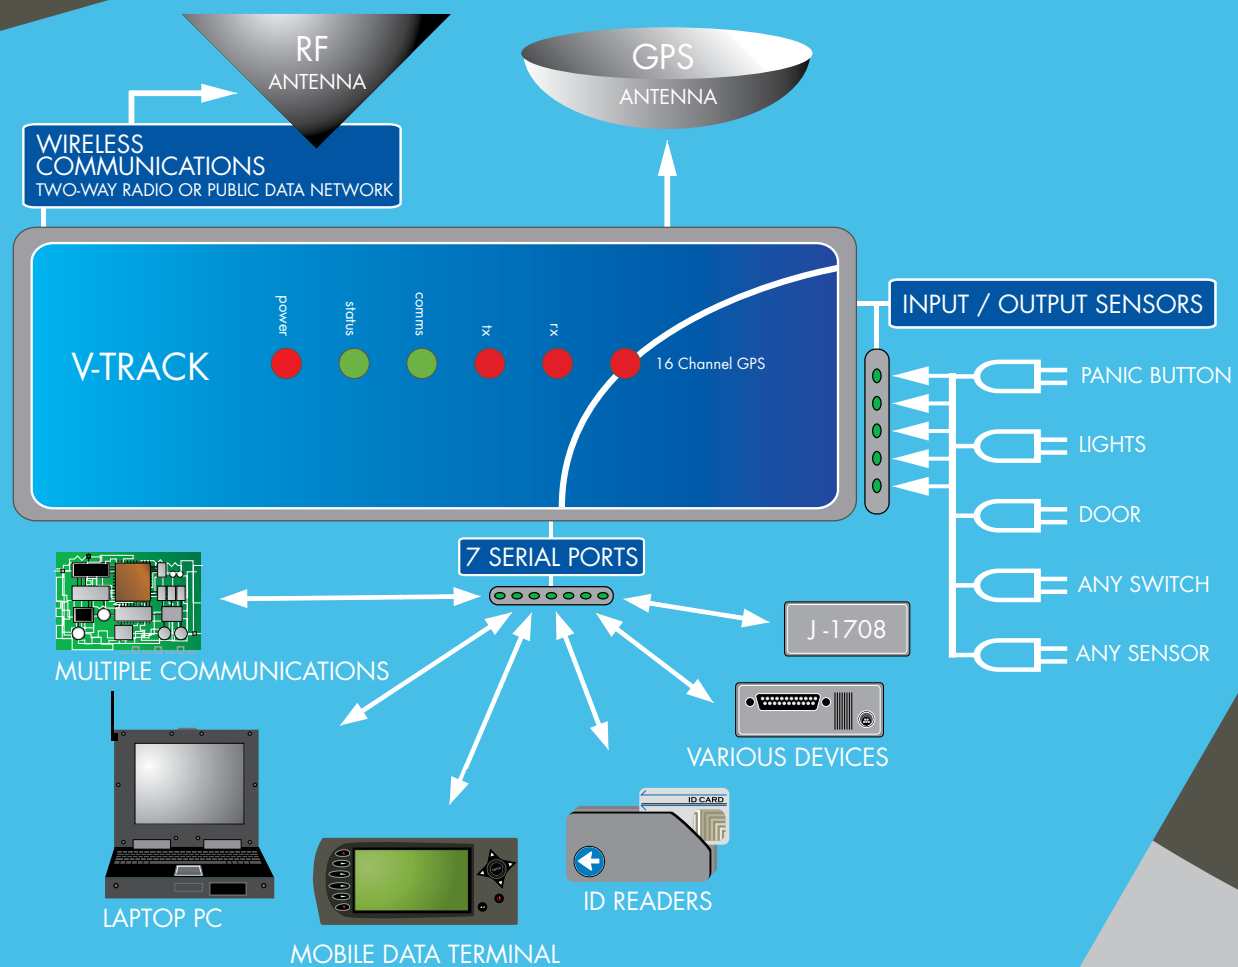 RF
ANTENNA
GPS
ANTENNA
WIRELESS
COMMUNICATIONS
TWO-WAY RADIO OR PUBLIC DATA NETWORK
V-TRACK
power
status
comms
tx
rx
16 Channel GPS
INPUT / OUTPUT SENSORS
PANIC BUTTON
LIGHTS
DOOR
ANY SWITCH
ANY SENSOR
7 SERIAL PORTS
MULTIPLE COMMUNICATIONS
J -1708
VARIOUS DEVICES
ID CARD
ID READERS
LAPTOP PC
MOBILE DATA TERMINAL